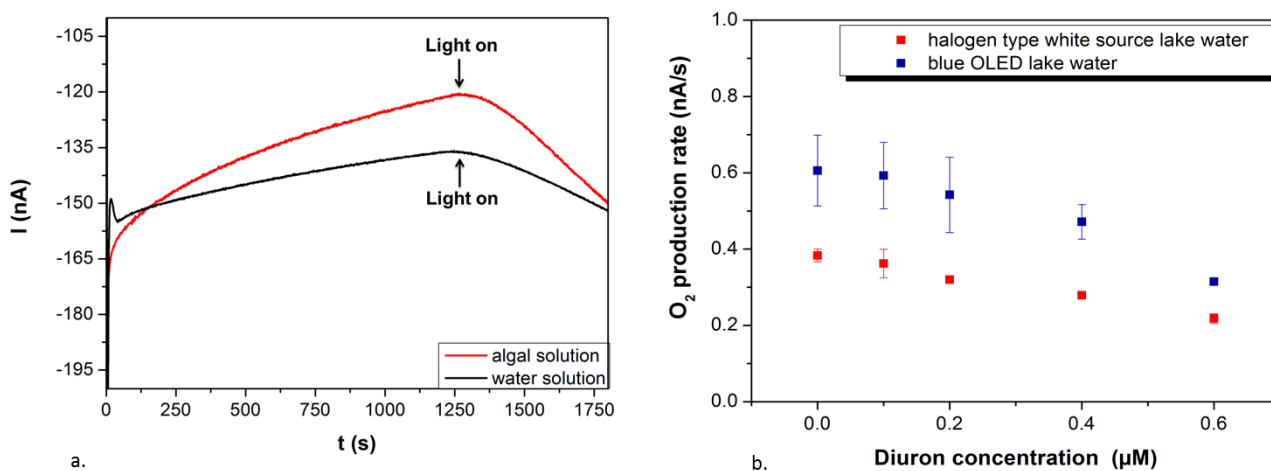 -105
-120
-135
-150
-165
-180
-195
I (nA)
Light on
Light on
algal solution
water solution
0 250 500 750 1000 1250 1500 1750
t (s)
a.
1.0
0.8
0.6
0.4
0.2
0.0
O₂ production rate (nA/s)
halogen type white source lake water
blue OLED lake water
0.0 0.2 0.4 0.6
Diuron concentration (µM)
b.